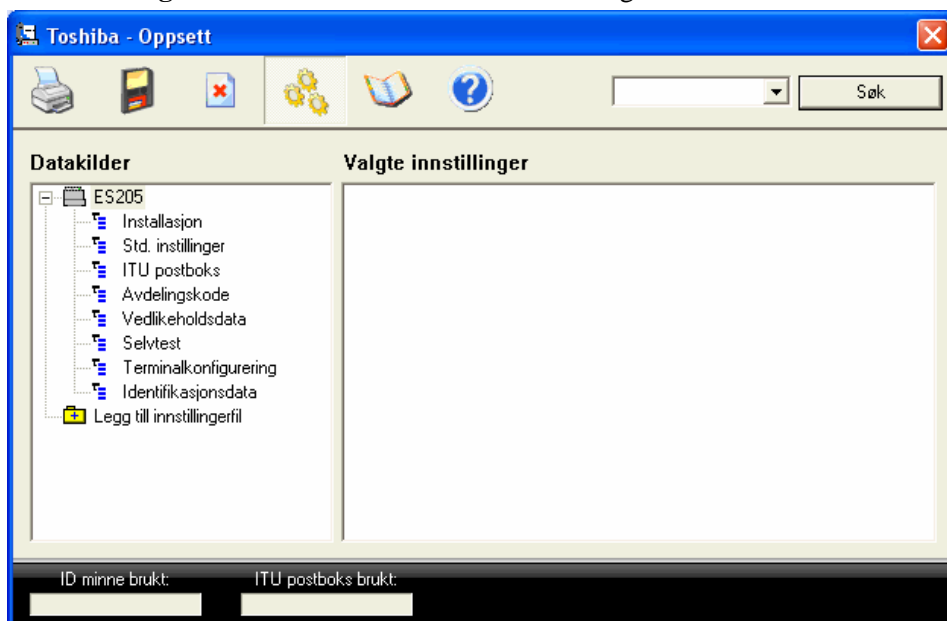 Toshiba - Oppsett
Søk
Datakilder
Valgte innstillinger
ES205
Installasjon
Std. instillinger
ITU postboks
Avdelingskode
Vedlikeholdsdata
Selvtest
Terminalkonfigurering
Identifikasjonsdata
Legg till innstillingerfil
ID minne brukt:
ITU postboks brukt: